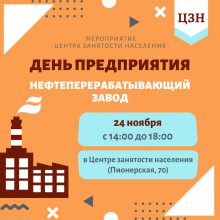 ЦЗН
МЕРОПРИЯТИЕ
ЦЕНТРА ЗАНЯТОСТИ НАСЕЛЕНИЯ
ДЕНЬ ПРЕДПРИЯТИЯ
НЕФТЕПЕРЕРАБАТЫВАЮЩИЙ
ЗАВОД
24 ноября
с 14:00 до 18:00
в Центре занятости населения
(Пионерская, 70)